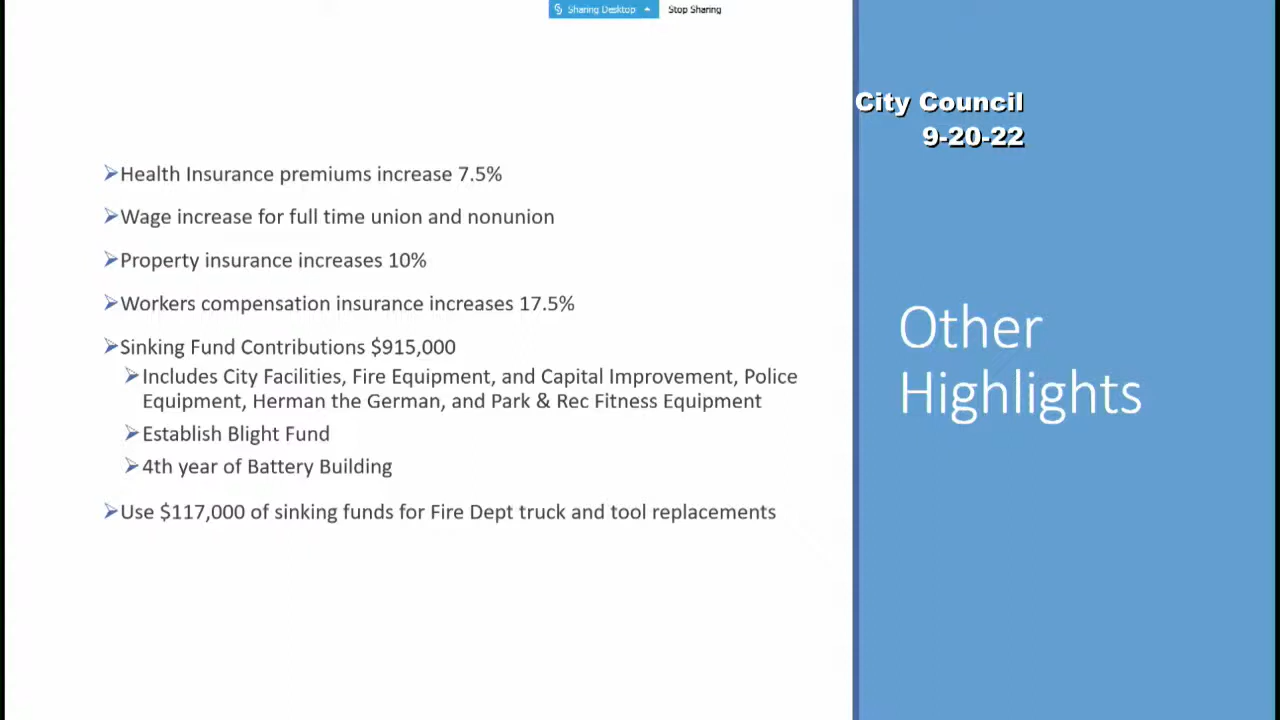 Sharing Desktop Stop Sharing
City Council
9-20-22
Health Insurance premiums increase 7.5%
Wage increase for full time union and nonunion
Property insurance increases 10%
Workers compensation insurance increases 17.5%
Sinking Fund Contributions $915,000
Includes City Facilities, Fire Equipment, and Capital Improvement, Police
Equipment, Herman the German, and Park & Rec Fitness Equipment
Establish Blight Fund
4th year of Battery Building
Use $117,000 of sinking funds for Fire Dept truck and tool replacements
Other
Highlights